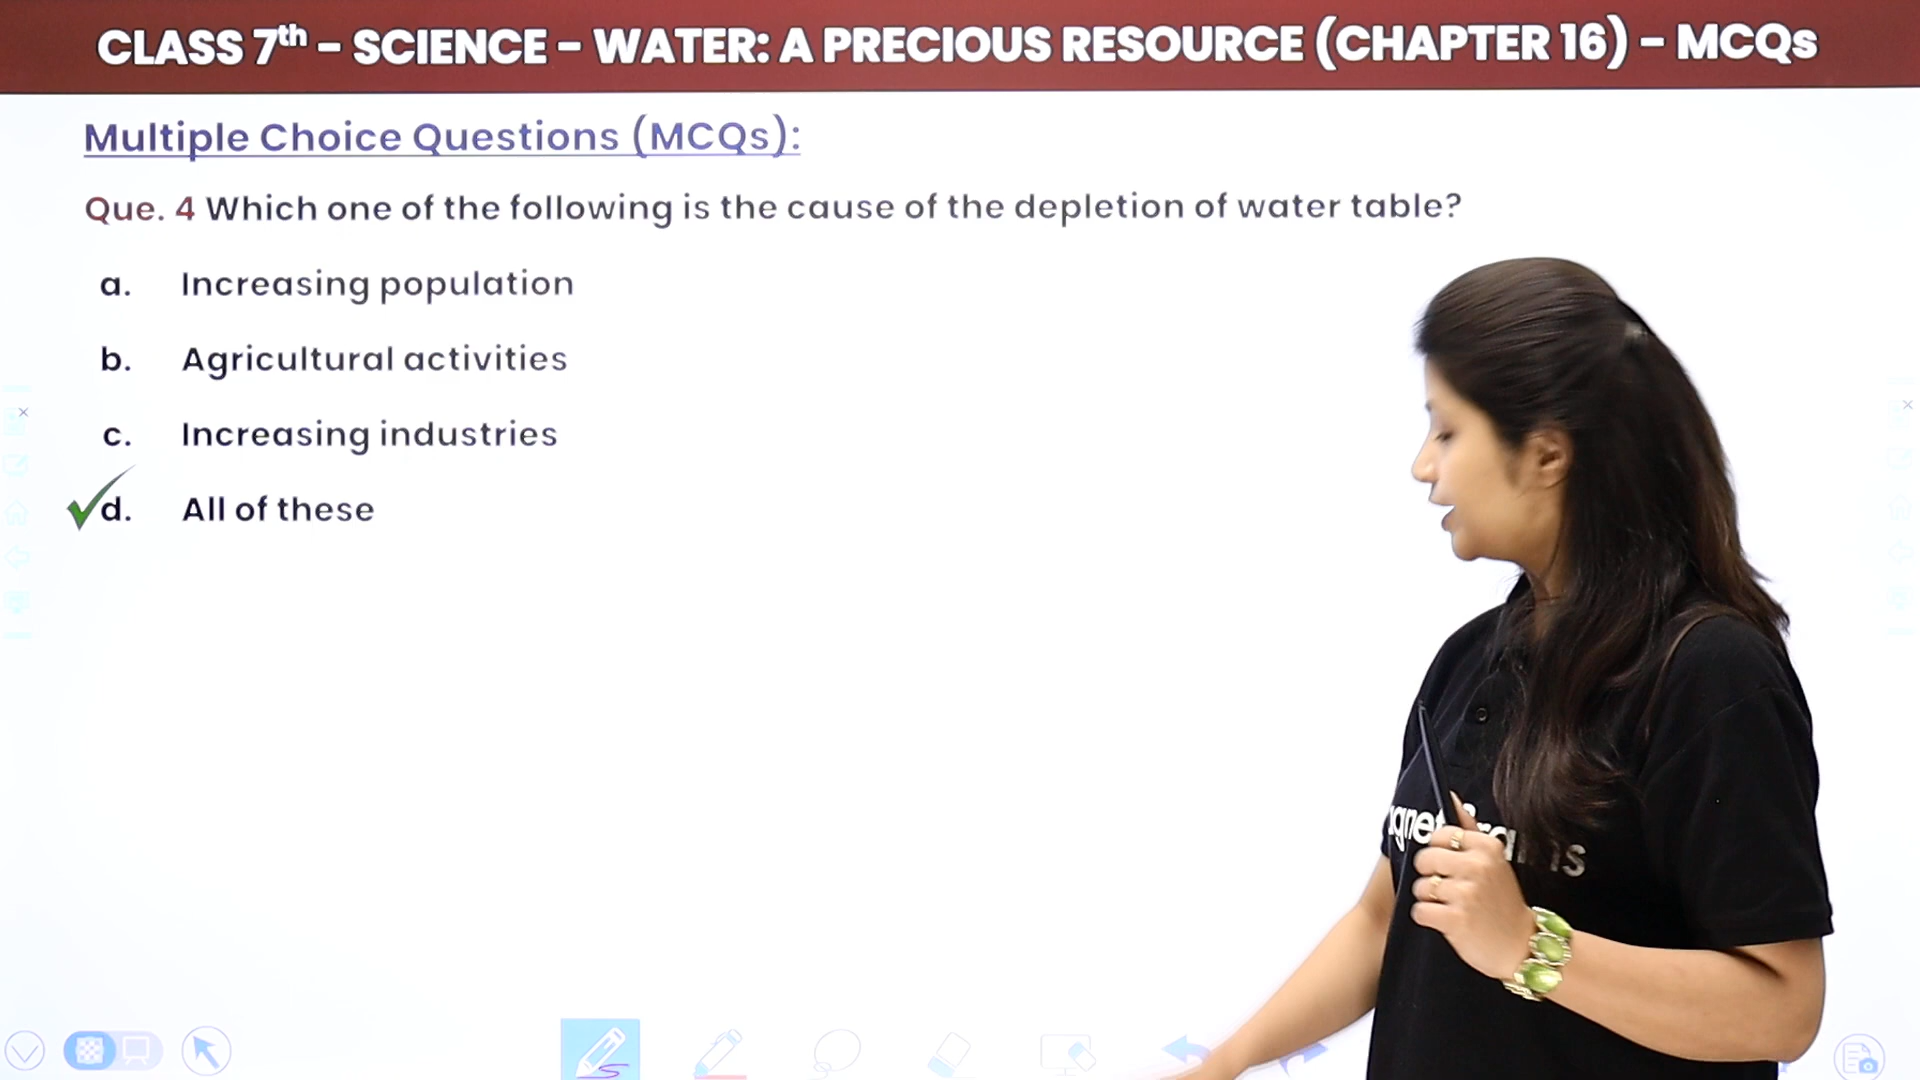 CLASS 7th - SCIENCE - WATER: A PRECIOUS RESOURCE (CHAPTER 16) - MCQs
Multiple Choice Questions (MCQs):
Que. 4 Which one of the following is the cause of the depletion of water table?
a. Increasing population
b. Agricultural activities
c. Increasing industries
d. All of these